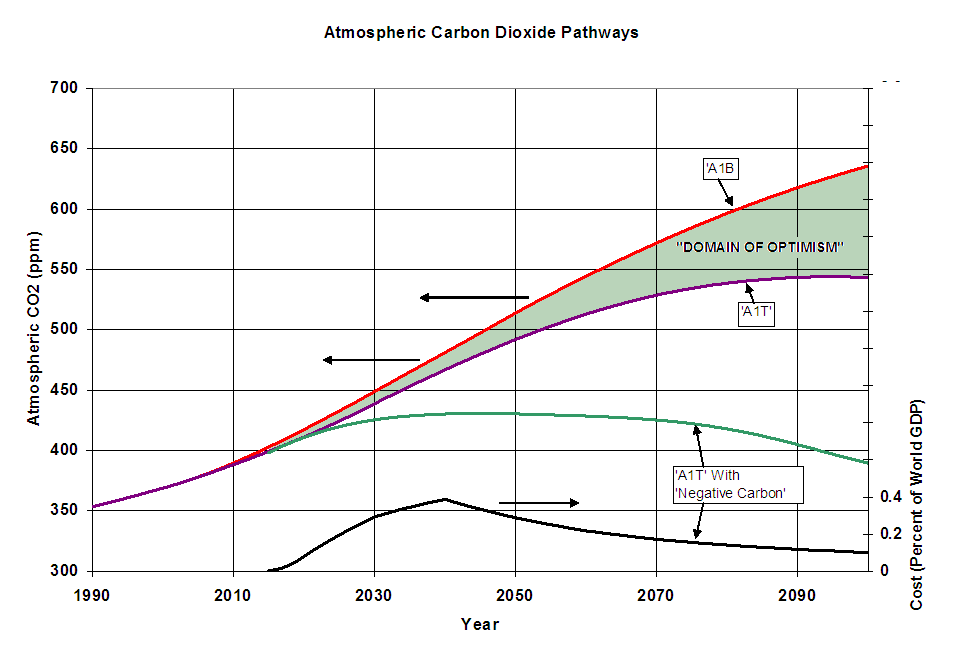 Atmospheric Carbon Dioxide Pathways
700
650
600
550
500
450
400
350
300
Atmospheric CO2 (ppm)
'A1B
"DOMAIN OF OPTIMISM"
'A1T'
'A1T' With
'Negative Carbon'
0.4
0.2
0
Cost (Percent of World GDP)
1990
2010
2030
2050
2070
2090
Year